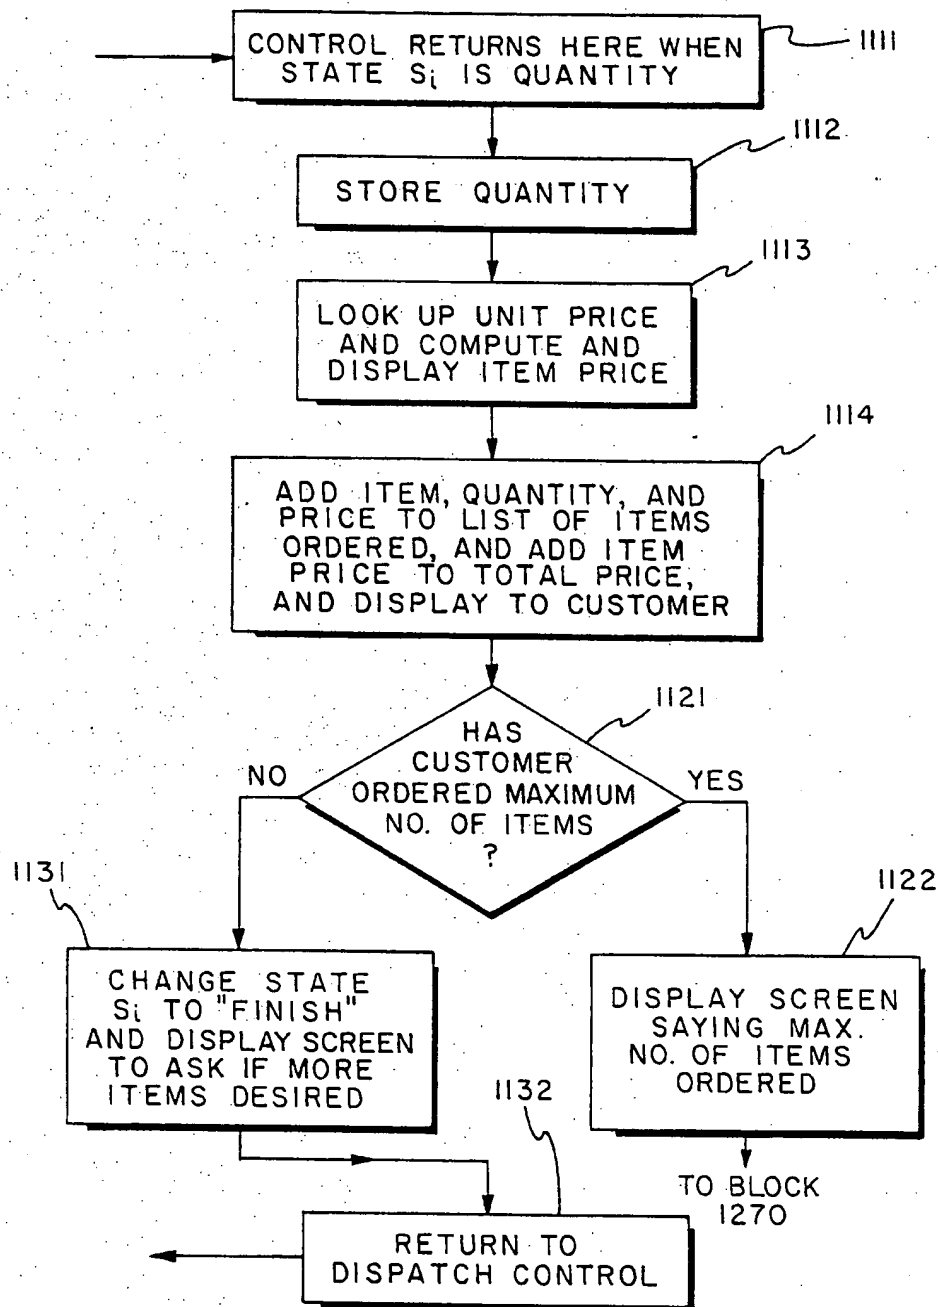 CONTROL RETURNS HERE WHEN
STATE Si IS QUANTITY
1111
1112
STORE QUANTITY
1113
LOOK UP UNIT PRICE
AND COMPUTE AND
DISPLAY ITEM PRICE
1114
ADD ITEM, QUANTITY, AND
PRICE TO LIST OF ITEMS
ORDERED, AND ADD ITEM
PRICE TO TOTAL PRICE,
AND DISPLAY TO CUSTOMER
1121
HAS
CUSTOMER
ORDERED MAXIMUM
NO. OF ITEMS
?
NO
YES
1131
CHANGE STATE
Si TO "FINISH"
AND DISPLAY SCREEN
TO ASK IF MORE
ITEMS DESIRED
1122
DISPLAY SCREEN
SAYING MAX.
NO. OF ITEMS
ORDERED
TO BLOCK
1270
1132
RETURN TO
DISPATCH CONTROL